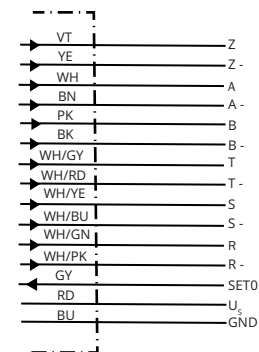 VT Z
YE Z -
WH A
BN A -
PK B
BK B -
WH/GY T
WH/RD T -
WH/YE S
WH/BU S -
WH/GN R
WH/PK R -
GY SET0
RD Us
BU GND